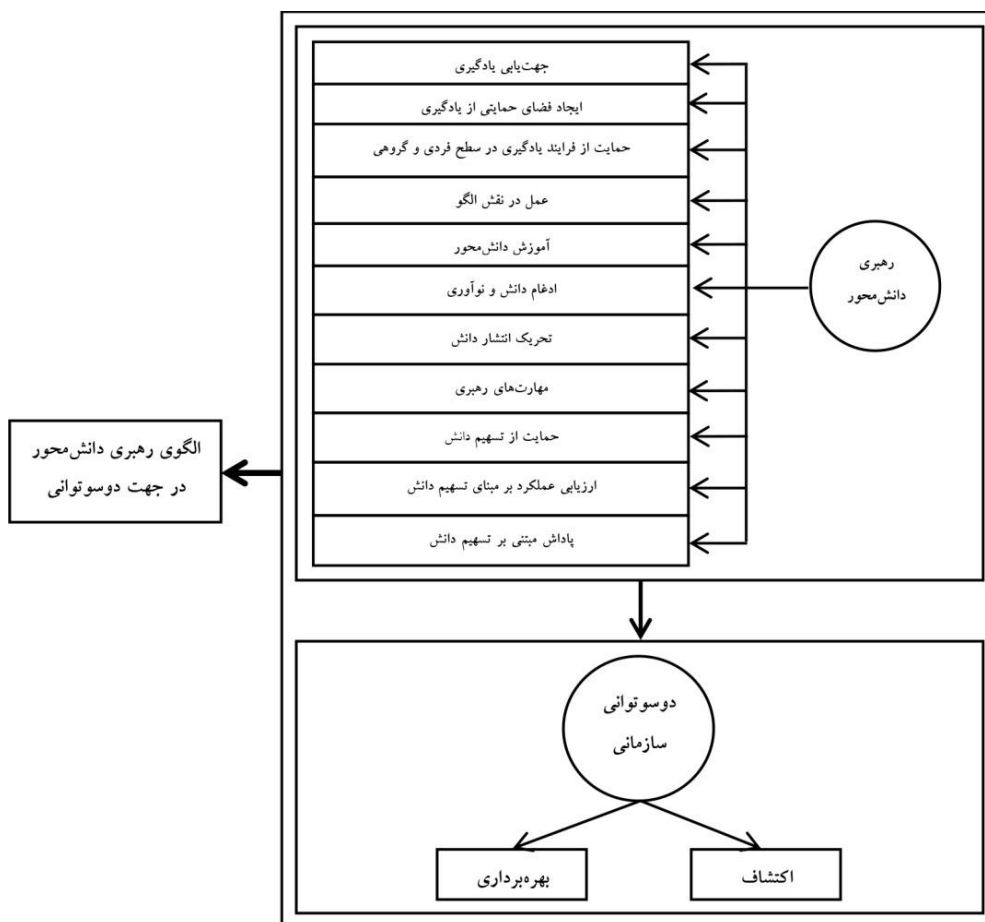 جهت‌یابی یادگیری
ایجاد فضای حمایتی از یادگیری
حمایت از فرایند یادگیری در سطح فردی و گروهی
عمل در نقش الگو
آموزش دانش‌محور
ادغام دانش و نوآوری
تحریک انتشار دانش
مهارت‌های رهبری
حمایت از تسهیم دانش
ارزیابی عملکرد بر مبنای تسهیم دانش
پاداش مبتنی بر تسهیم دانش
رهبری
دانش‌محور
الگوی رهبری دانش‌محور
در جهت دوسوتوانی
دوسوتوانی
سازمانی
اکتشاف
بهره‌برداری